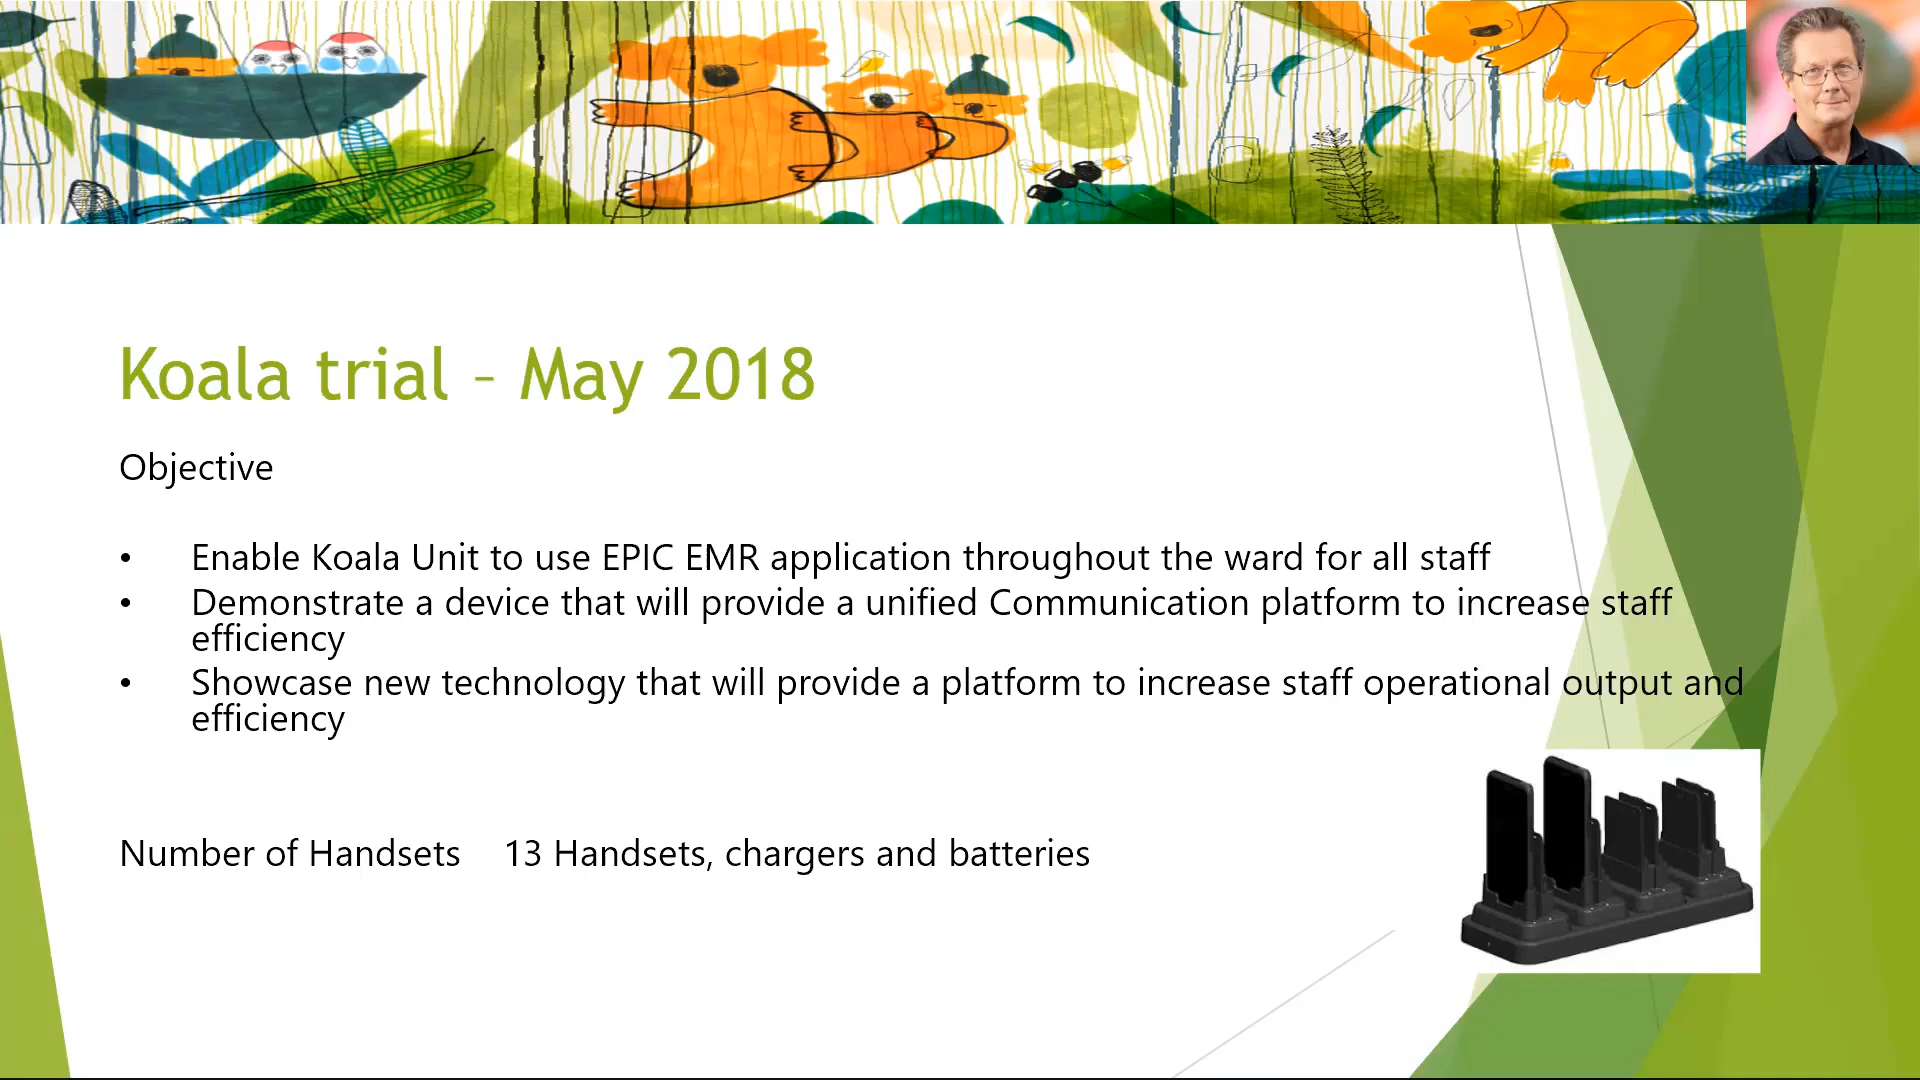 Koala trial – May 2018
Objective
• Enable Koala Unit to use EPIC EMR application throughout the ward for all staff
• Demonstrate a device that will provide a unified Communication platform to increase staff
efficiency
• Showcase new technology that will provide a platform to increase staff operational output and
efficiency
Number of Handsets 13 Handsets, chargers and batteries